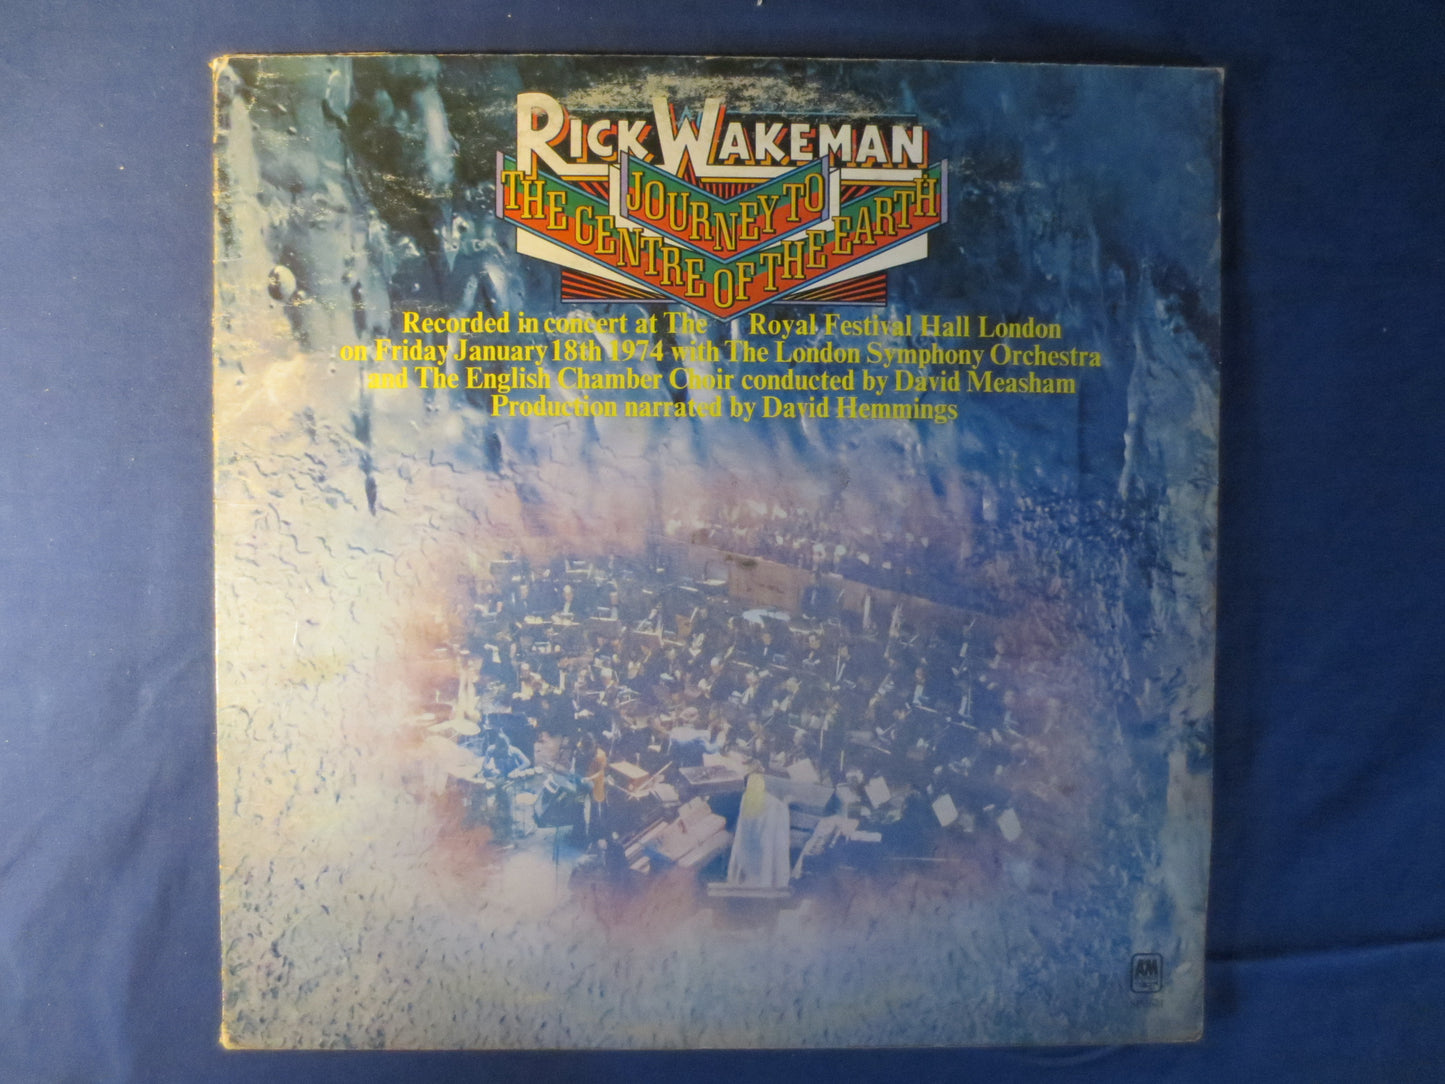 RICK WAKEMAN
JOURNEY TO
THE CENTRE OF THE EARTH
Recorded in concert at The Royal Festival Hall London
on Friday January 18th 1974 with The London Symphony Orchestra
and The English Chamber Choir conducted by David Measham
Production narrated by David Hemmings
A&M